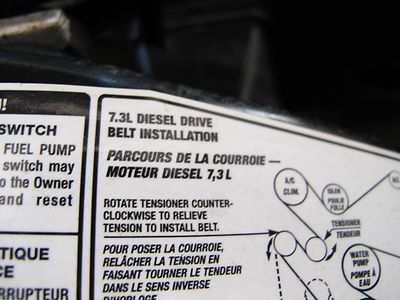 !
SWITCH
FUEL PUMP
switch may
o the Owner
and reset
TIQUE
CE
RRUPTEUR
7.3L DIESEL DRIVE
BELT INSTALLATION
PARCOURS DE LA COURROIE —
MOTEUR DIESEL 7,3 L
ROTATE TENSIONER COUNTER-
CLOCKWISE TO RELIEVE
TENSION TO INSTALL BELT.
POUR POSER LA COURROIE,
RELÂCHER LA TENSION EN
FAISANT TOURNER LE TENDEUR
DANS LE SENS INVERSE
D'HORLOGE
A/C
CLIM.
IDLER
POULIE
FOLLE
TENSIONER
TENDEUR
WATER
PUMP
POMPE À
EAU